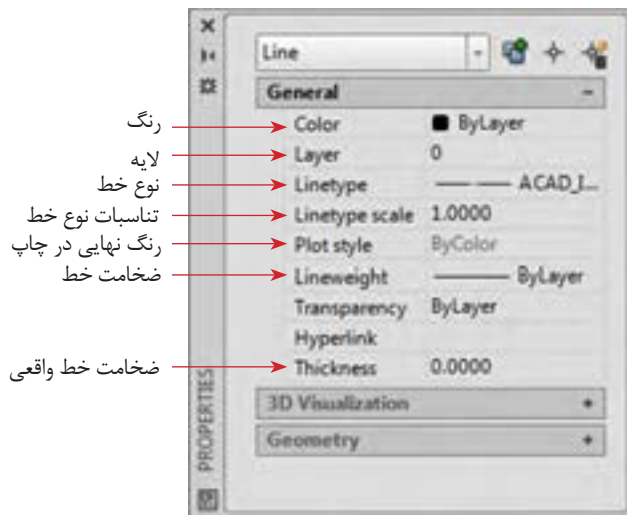 Line
General
رنگ Color ByLayer
لایه Layer 0
نوع خط Linetype ACAD_I...
تناسبات نوع خط Linetype scale 1.0000
رنگ نهایی در چاپ Plot style ByColor
ضخامت خط Lineweight ByLayer
Transparency ByLayer
Hyperlink
ضخامت خط واقعی Thickness 0.0000
3D Visualization
Geometry
PROPERTIES